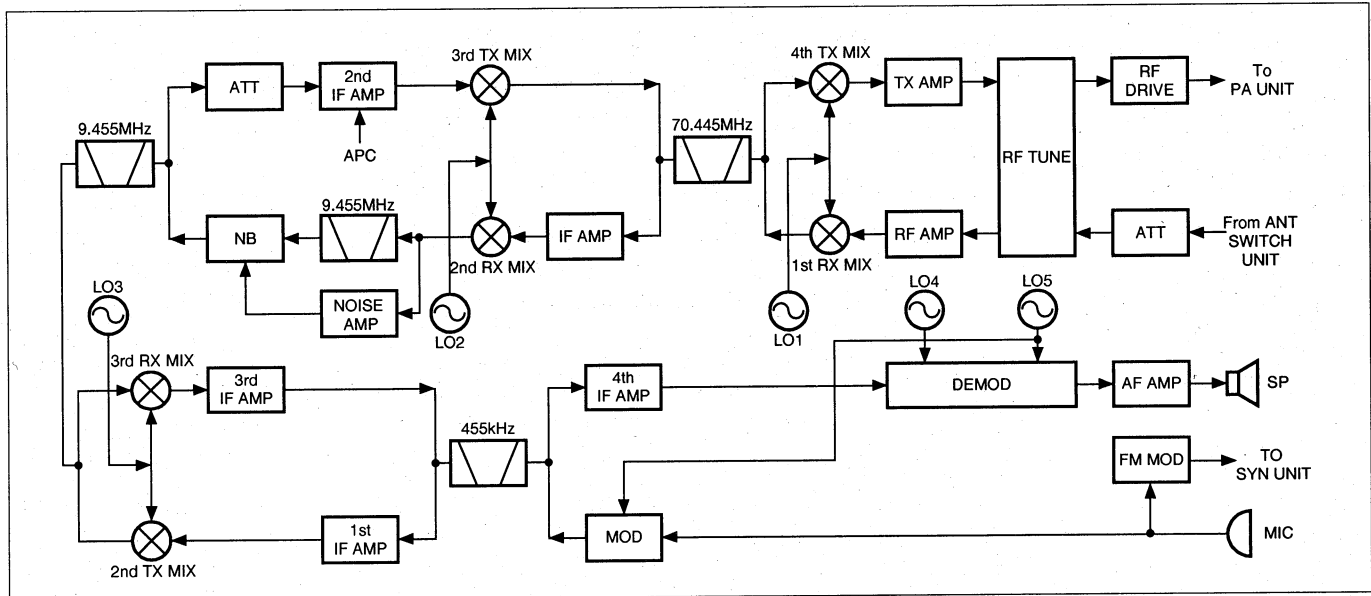 3rd TX MIX
4th TX MIX
ATT
2nd
IF AMP
TX AMP
RF
DRIVE
To
PA UNIT
9.455MHz
APC
70.445MHz
RF TUNE
9.455MHz
NB
IF AMP
RF AMP
ATT
From ANT
SWITCH
UNIT
2nd RX MIX
1st RX MIX
NOISE
AMP
LO3
LO2
LO1
LO4
LO5
3rd RX MIX
3rd
IF AMP
4th
IF AMP
DEMOD
AF AMP
SP
455kHz
FM MOD
TO
SYN UNIT
1st
IF AMP
MOD
MIC
2nd TX MIX